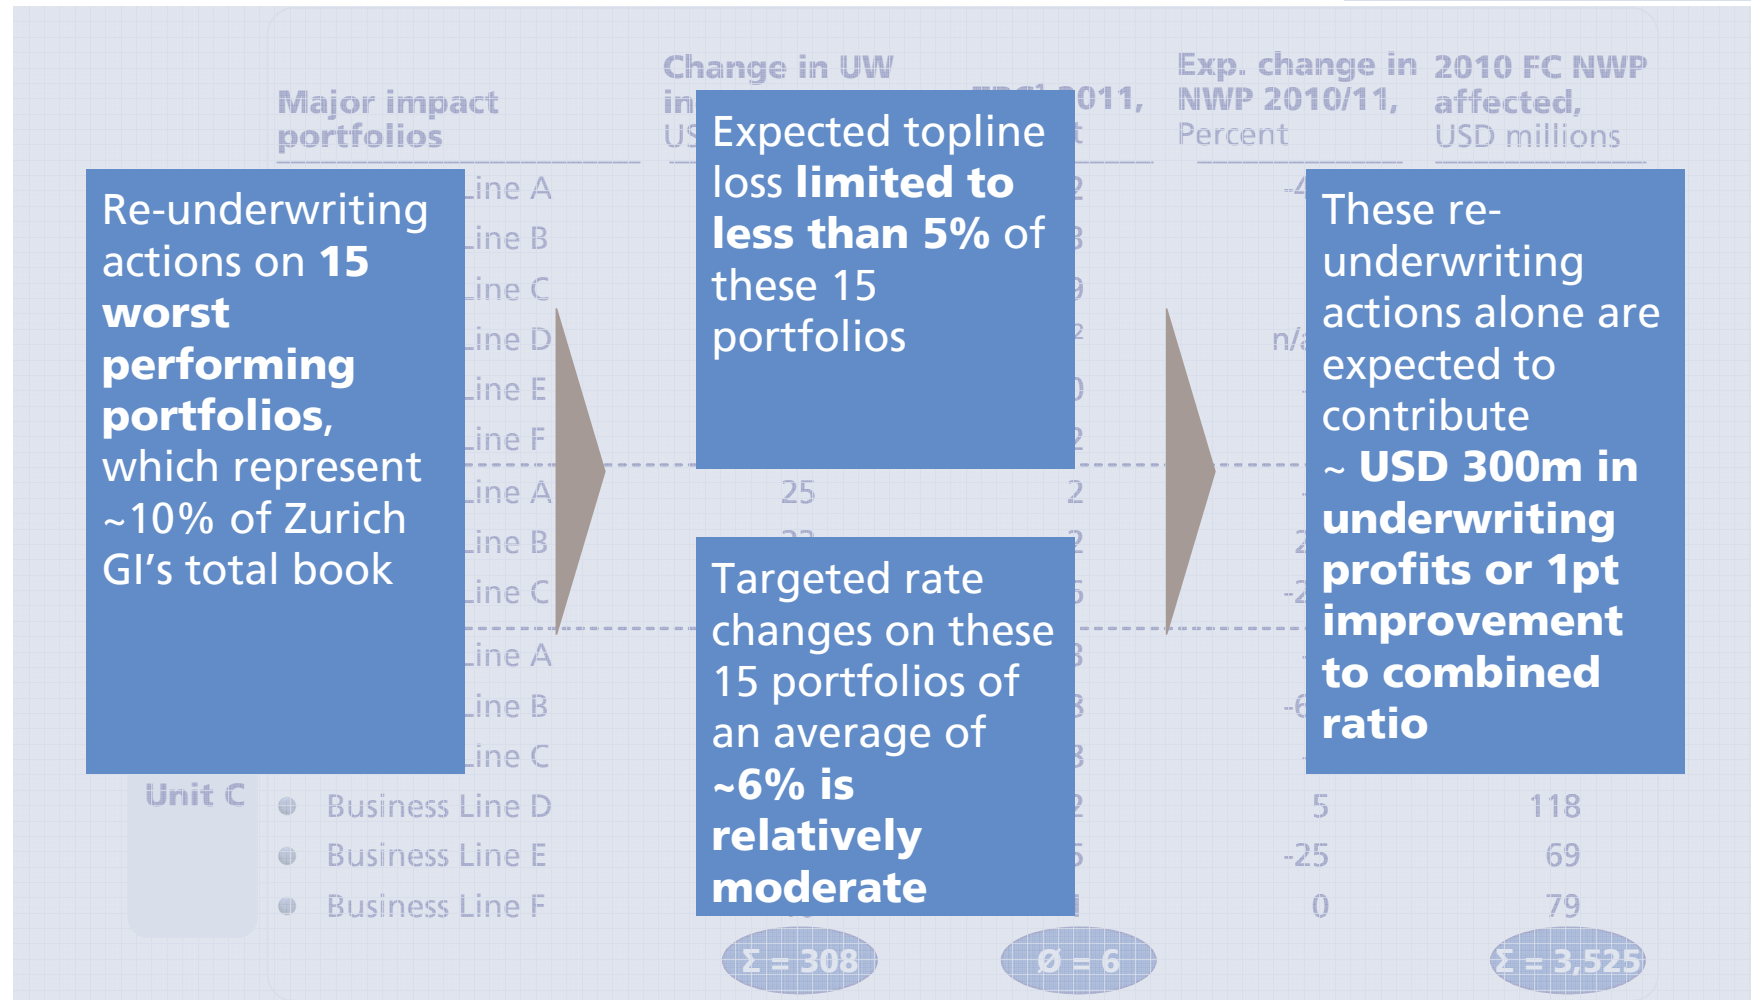 Change in UW
Exp. change in
2010 FC NWP
Major impact
portfolios
2011,
NWP 2010/11,
affected,
Percent
USD millions
Re-underwriting
actions on 15
worst
performing
portfolios,
which represent
~10% of Zurich
GI's total book
Expected topline
loss limited to
less than 5% of
these 15
portfolios
Targeted rate
changes on these
15 portfolios of
an average of
~6% is
relatively
moderate
These re-
underwriting
actions alone are
expected to
contribute
~ USD 300m in
underwriting
profits or 1pt
improvement
to combined
ratio
Line A
Line B
Line C
Line D
n/a
Line E
Line F
Line A 25 2
Line B
Line C
Line A
Line B
Line C
Unit C
Business Line D 5 118
Business Line E -25 69
Business Line F 0 79
Σ = 308 Ø = 6 Σ = 3,525